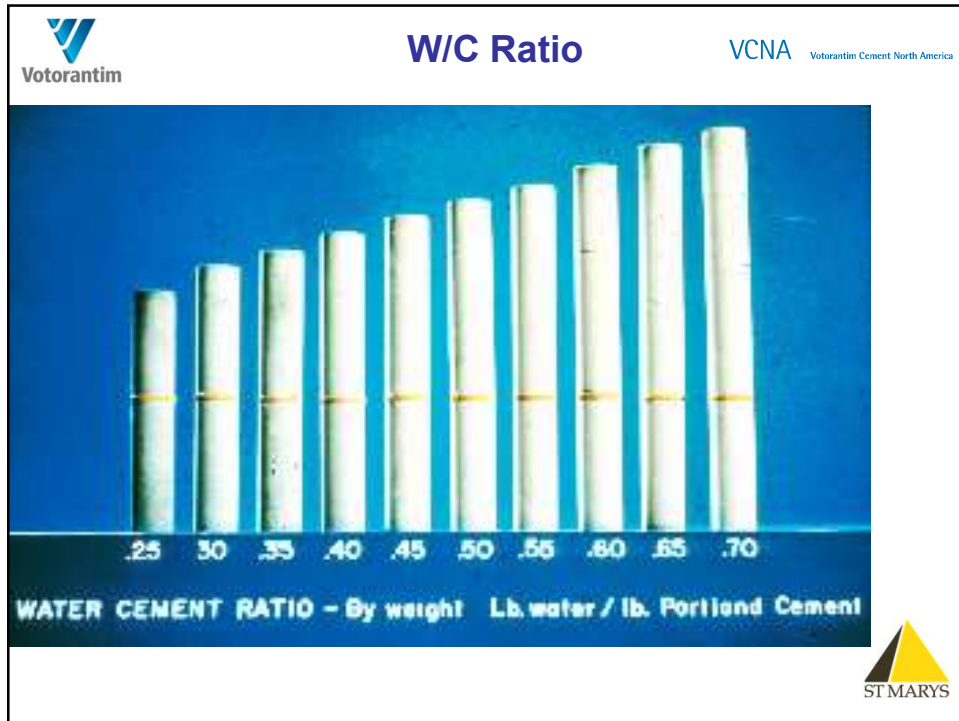 W/C Ratio
Votorantim
VCNA Votorantim Cement North America
.25 30 .35 .40 .45 .50 .55 .60 .65 .70
WATER CEMENT RATIO - By weight Lb. water / lb. Portland Cement
ST MARYS